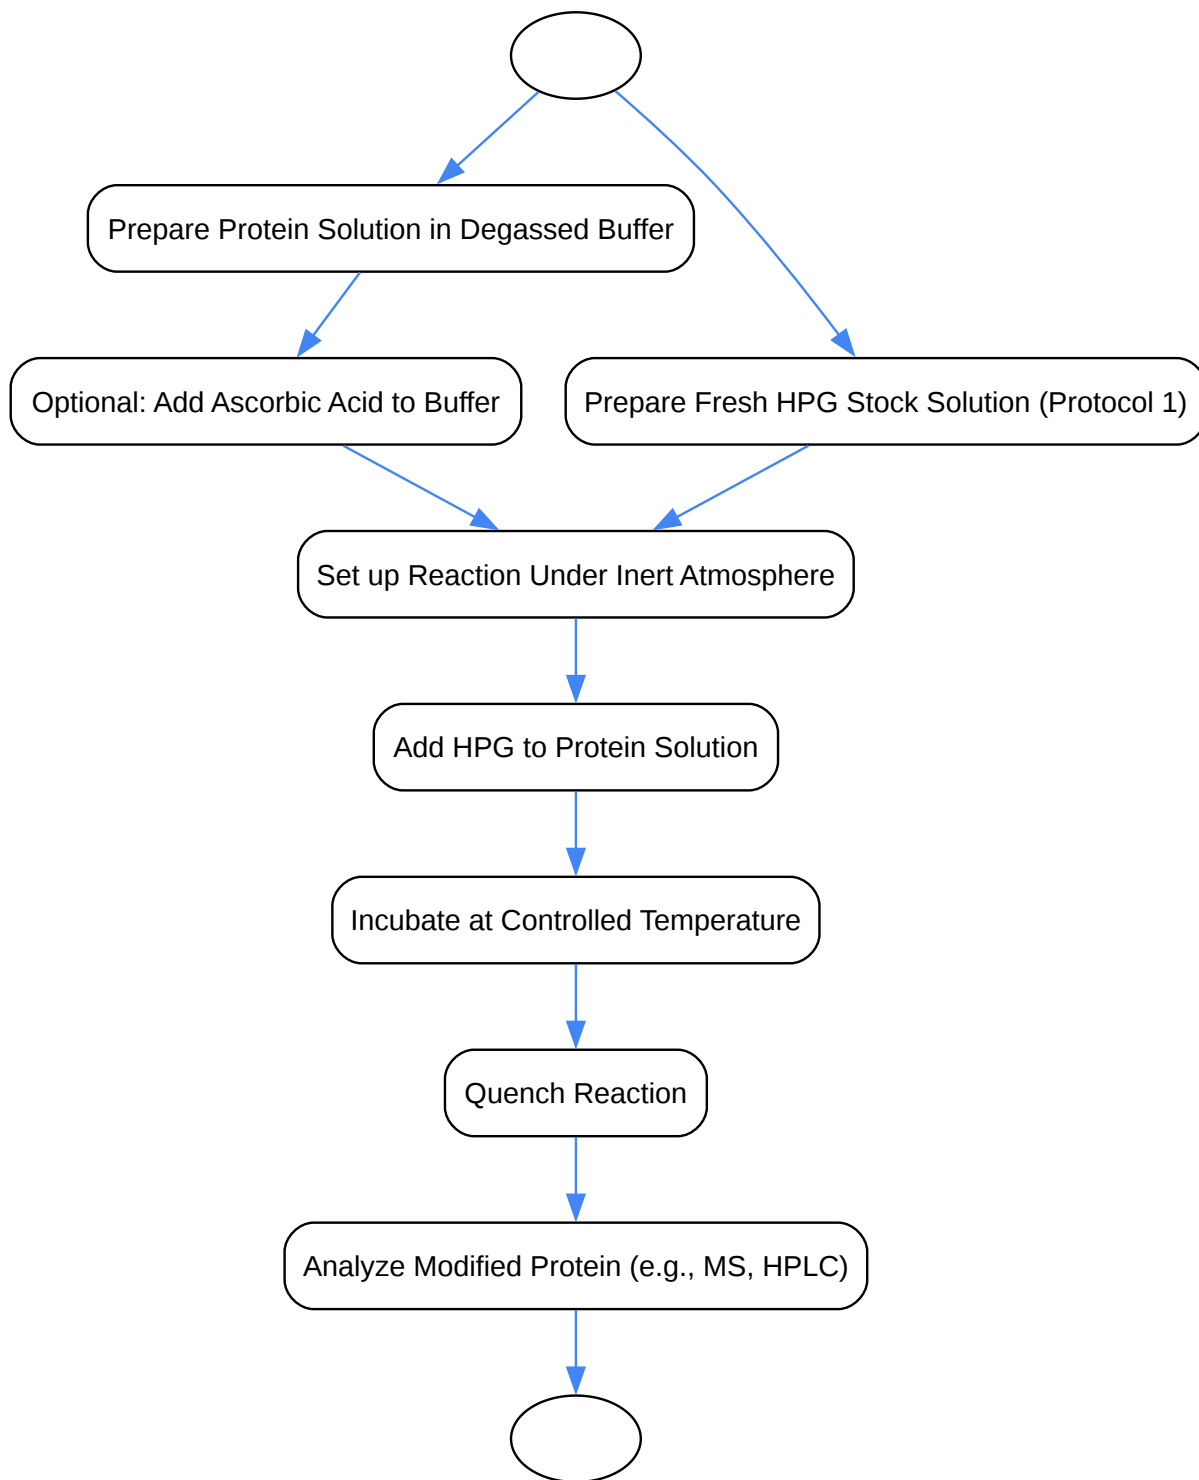 Prepare Protein Solution in Degassed Buffer
Optional: Add Ascorbic Acid to Buffer
Prepare Fresh HPG Stock Solution (Protocol 1)
Set up Reaction Under Inert Atmosphere
Add HPG to Protein Solution
Incubate at Controlled Temperature
Quench Reaction
Analyze Modified Protein (e.g., MS, HPLC)